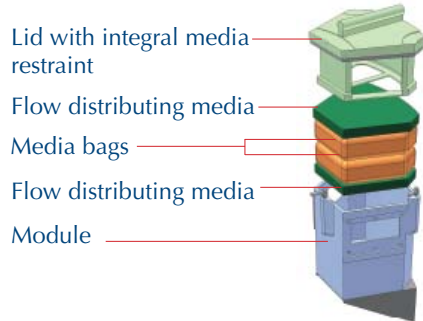 Lid with integral media
restraint
Flow distributing media
Media bags
Flow distributing media
Module